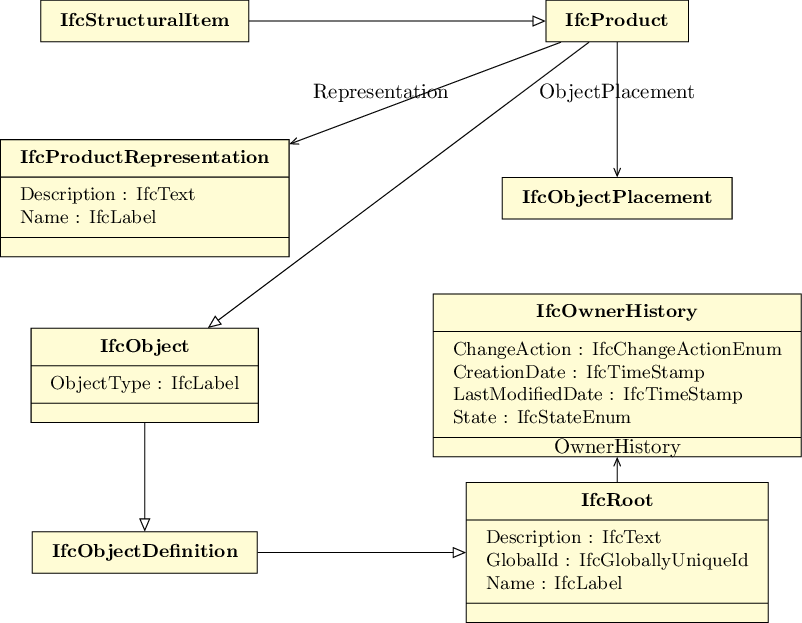 IfcStructuralItem
IfcProduct
Representation
ObjectPlacement
IfcProductRepresentation
Description : IfcText
Name : IfcLabel
IfcObjectPlacement
IfcOwnerHistory
ChangeAction : IfcChangeActionEnum
CreationDate : IfcTimeStamp
LastModifiedDate : IfcTimeStamp
State : IfcStateEnum
IfcObject
ObjectType : IfcLabel
OwnerHistory
IfcRoot
Description : IfcText
GlobalId : IfcGloballyUniqueId
Name : IfcLabel
IfcObjectDefinition